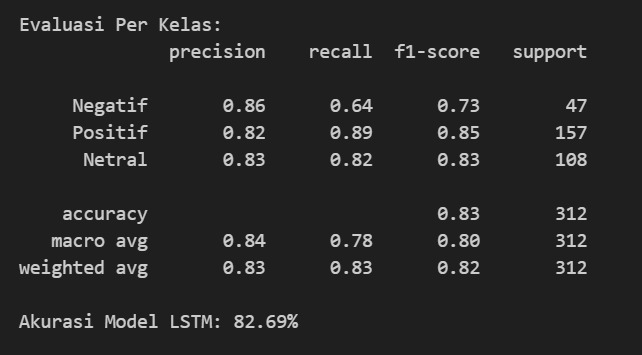 Evaluasi Per Kelas:
precision recall f1-score support
Negatif 0.86 0.64 0.73 47
Positif 0.82 0.89 0.85 157
Netral 0.83 0.82 0.83 108
accuracy 0.83 312
macro avg 0.84 0.78 0.80 312
weighted avg 0.83 0.83 0.82 312
Akurasi Model LSTM: 82.69%